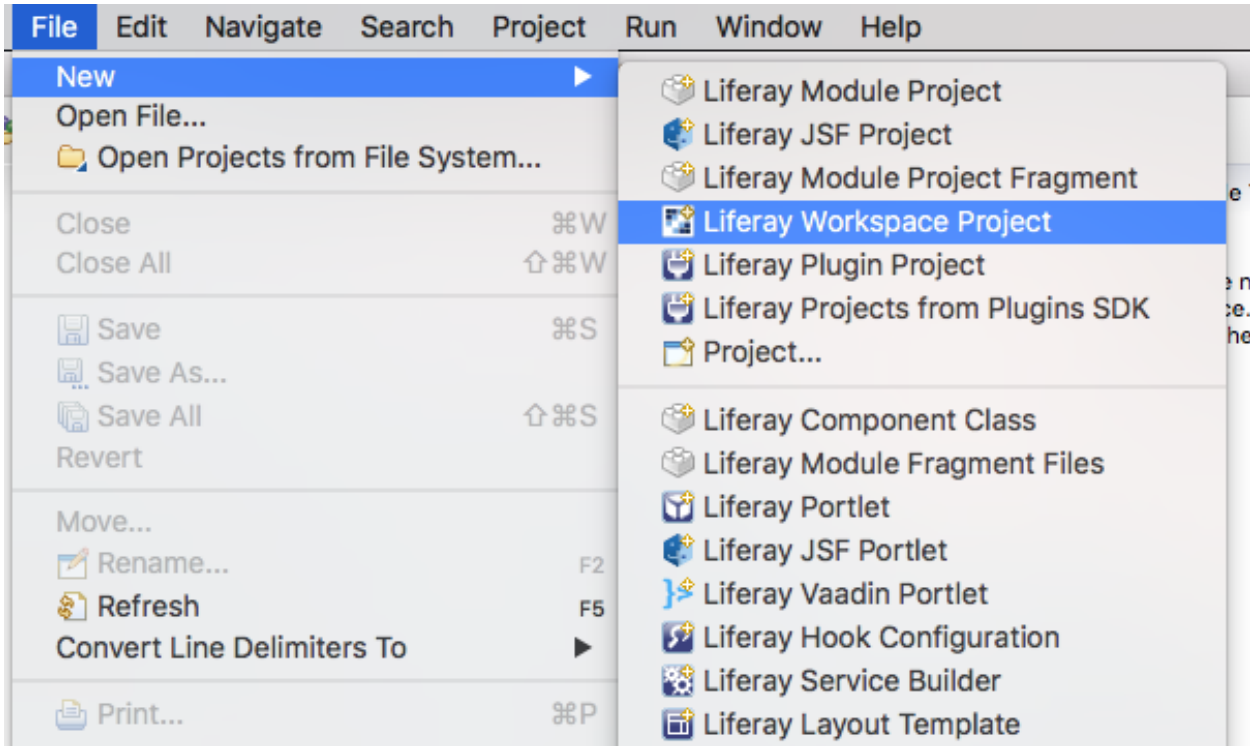 File Edit Navigate Search Project Run Window Help
New
Open File...
Open Projects from File System...
Close ⌘W
Close All ⇧⌘W
Save ⌘S
Save As...
Save All ⇧⌘S
Revert
Move...
Rename... F2
Refresh F5
Convert Line Delimiters To
Print... ⌘P
Liferay Module Project
Liferay JSF Project
Liferay Module Project Fragment
Liferay Workspace Project
Liferay Plugin Project
Liferay Projects from Plugins SDK
Project...
Liferay Component Class
Liferay Module Fragment Files
Liferay Portlet
Liferay JSF Portlet
Liferay Vaadin Portlet
Liferay Hook Configuration
Liferay Service Builder
Liferay Layout Template